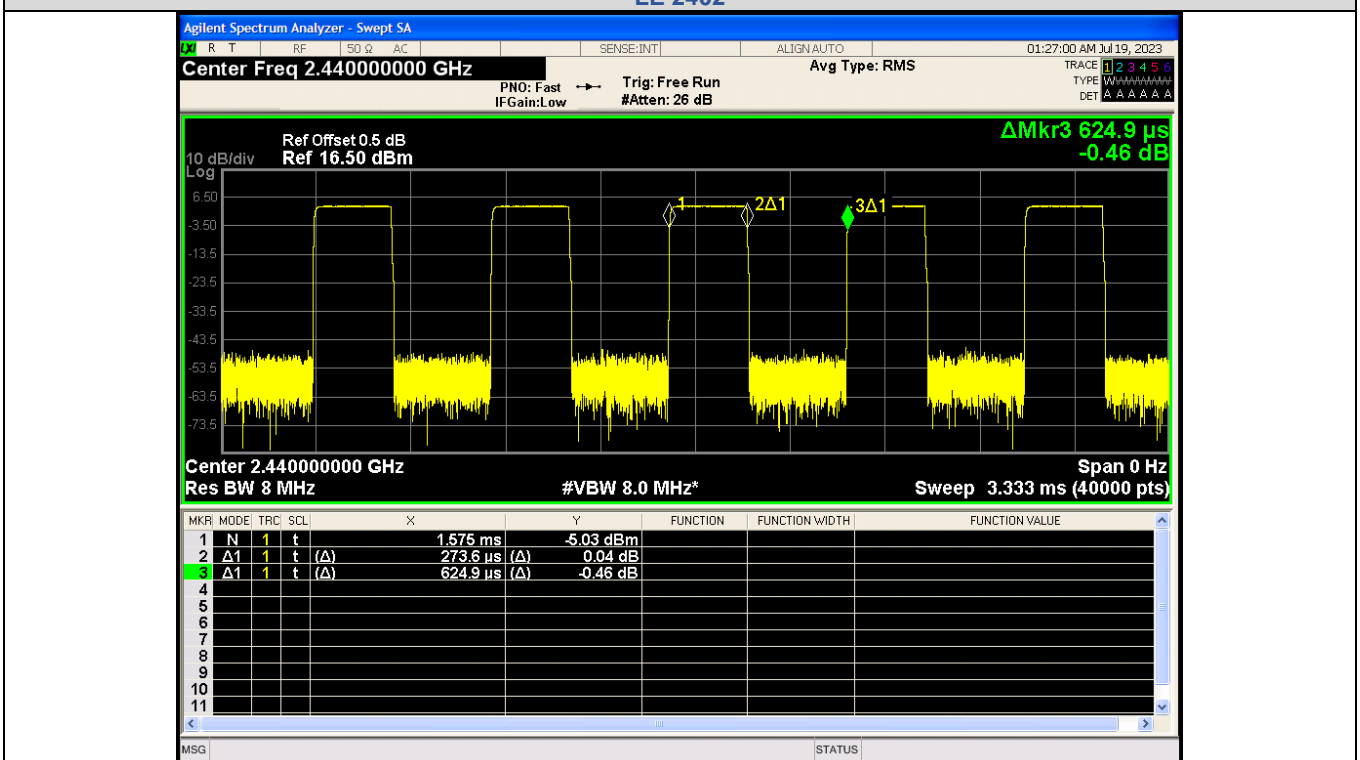 LE 2402
Agilent Spectrum Analyzer - Swept SA
LXI R T RF 50 Ω AC SENSE:INT ALIGN AUTO 01:27:00 AM Jul 19, 2023
Center Freq 2.440000000 GHz
Avg Type: RMS
TRACE 1 2 3 4 5 6
PNO: Fast
Trig: Free Run
TYPE WWWWWW
IFGain:Low
#Atten: 26 dB
DET A A A A A A
ΔMkr3 624.9 µs
-0.46 dB
Ref Offset 0.5 dB
10 dB/div Ref 16.50 dBm
Log
6.50
-3.50
-13.5
-23.5
-33.5
-43.5
-53.5
-63.5
-73.5
1
2Δ1
3Δ1
Center 2.440000000 GHz Span 0 Hz
Res BW 8 MHz #VBW 8.0 MHz* Sweep 3.333 ms (40000 pts)
MKR MODE TRC SCL X Y FUNCTION FUNCTION WIDTH FUNCTION VALUE
1 N 1 t 1.575 ms -5.03 dBm
2 Δ1 1 t (Δ) 273.6 µs (Δ) 0.04 dB
3 Δ1 1 t (Δ) 624.9 µs (Δ) -0.46 dB
4
5
6
7
8
9
10
11
MSG STATUS